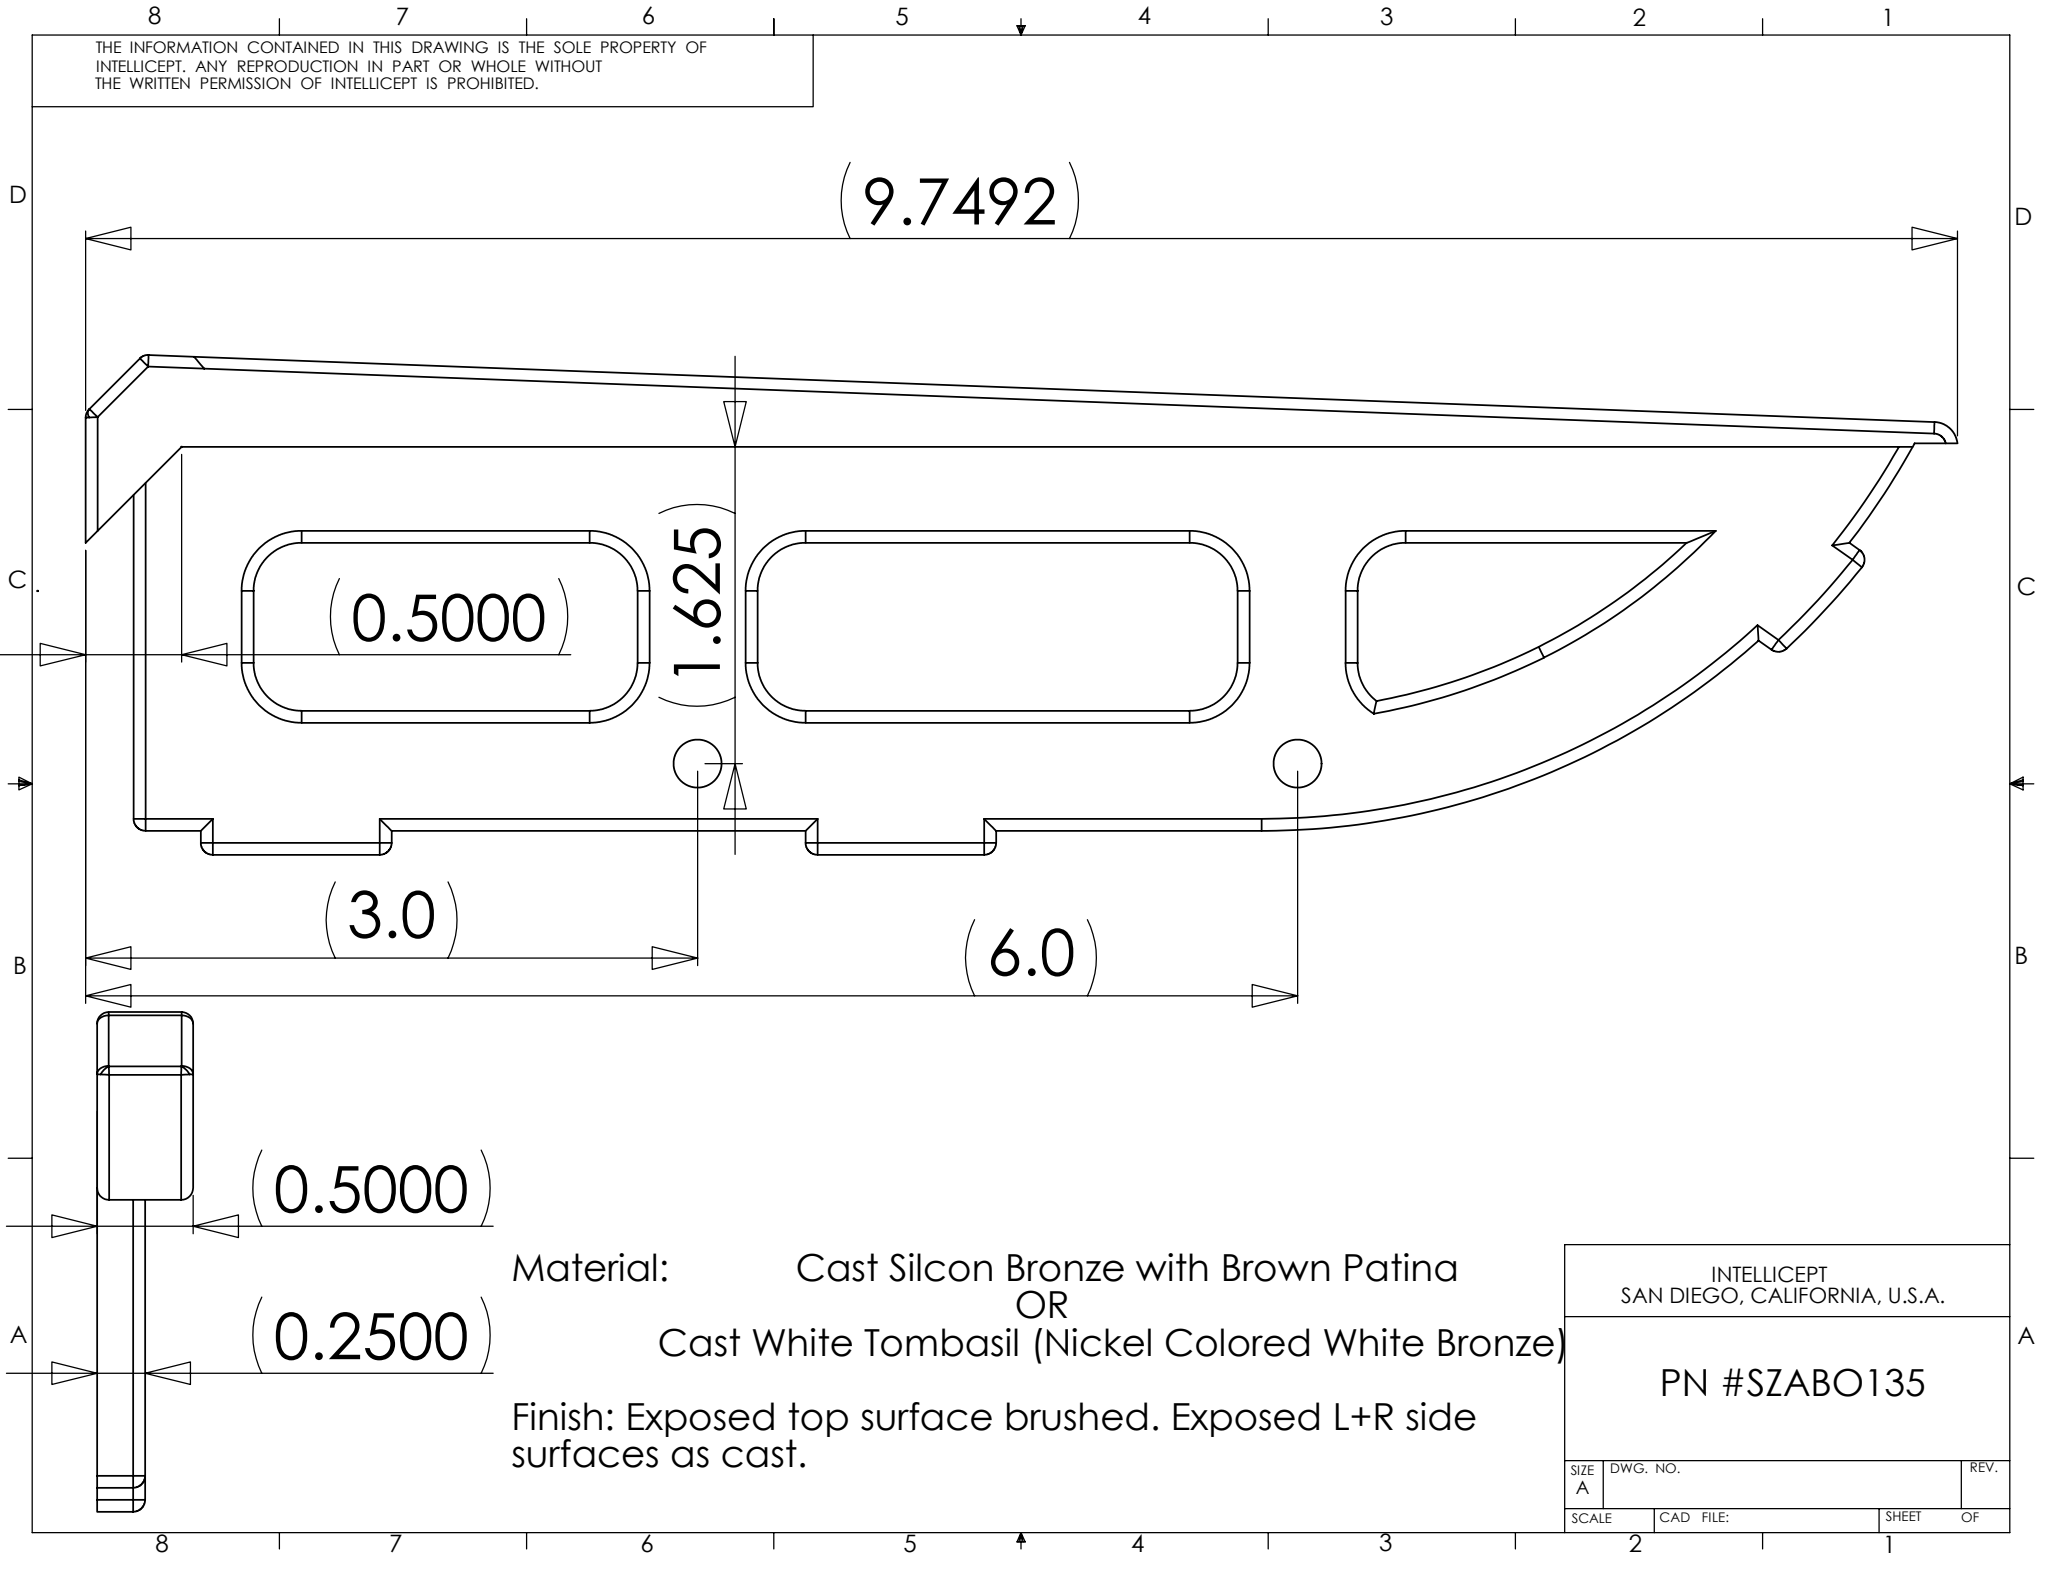 8 7 6 5 4 3 2 1
THE INFORMATION CONTAINED IN THIS DRAWING IS THE SOLE PROPERTY OF
INTELLICEPT. ANY REPRODUCTION IN PART OR WHOLE WITHOUT
THE WRITTEN PERMISSION OF INTELLICEPT IS PROHIBITED.
D
(9.7492)
D
C .
(0.5000)
(1.625)
C
(3.0)
(6.0)
B
B
(0.5000)
Material: Cast Silcon Bronze with Brown Patina
OR
Cast White Tombasil (Nickel Colored White Bronze)
(0.2500)
A
A
Finish: Exposed top surface brushed. Exposed L+R side
surfaces as cast.
INTELLICEPT
SAN DIEGO, CALIFORNIA, U.S.A.
PN #SZABO135
SIZE DWG. NO. REV.
A
SCALE CAD FILE: SHEET OF
8 7 6 5 4 3 2 1